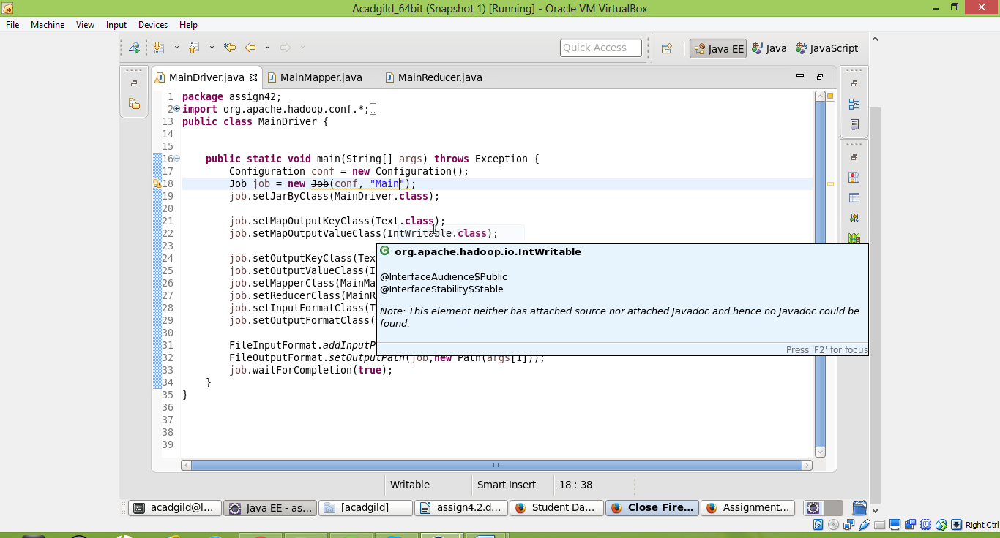 Acadgild_64bit (Snapshot 1) [Running] - Oracle VM VirtualBox
File Machine View Input Devices Help
Quick Access Java EE Java JavaScript
MainDriver.java MainMapper.java MainReducer.java
1 package assign42;
2 import org.apache.hadoop.conf.*;
13 public class MainDriver {
14
15
16 public static void main(String[] args) throws Exception {
17 Configuration conf = new Configuration();
18 Job job = new Job(conf, "Main");
19 job.setJarByClass(MainDriver.class);
20
21 job.setMapOutputKeyClass(Text.class);
22 job.setMapOutputValueClass(IntWritable.class);
23
24 job.setOutputKeyClass(Tex
25 job.setOutputValueClass(I
26 job.setMapperClass(MainMa
27 job.setReducerClass(MainR
28 job.setInputFormatClass(T
29 job.setOutputFormatClass(
30
31 FileInputFormat.addInputP
32 FileOutputFormat.setOutputPath(job,new Path(args[1]));
33 job.waitForCompletion(true);
34 }
35 }
36
37
38
39
org.apache.hadoop.io.IntWritable
@InterfaceAudience$Public
@InterfaceStability$Stable
Note: This element neither has attached source nor attached Javadoc and hence no Javadoc could be
found.
Press 'F2' for focus
Writable Smart Insert 18 : 38
acadgild@l... Java EE - as... [acadgild] assign4.2.d... Student Da... Close Fire... Assignment...
Right Ctrl